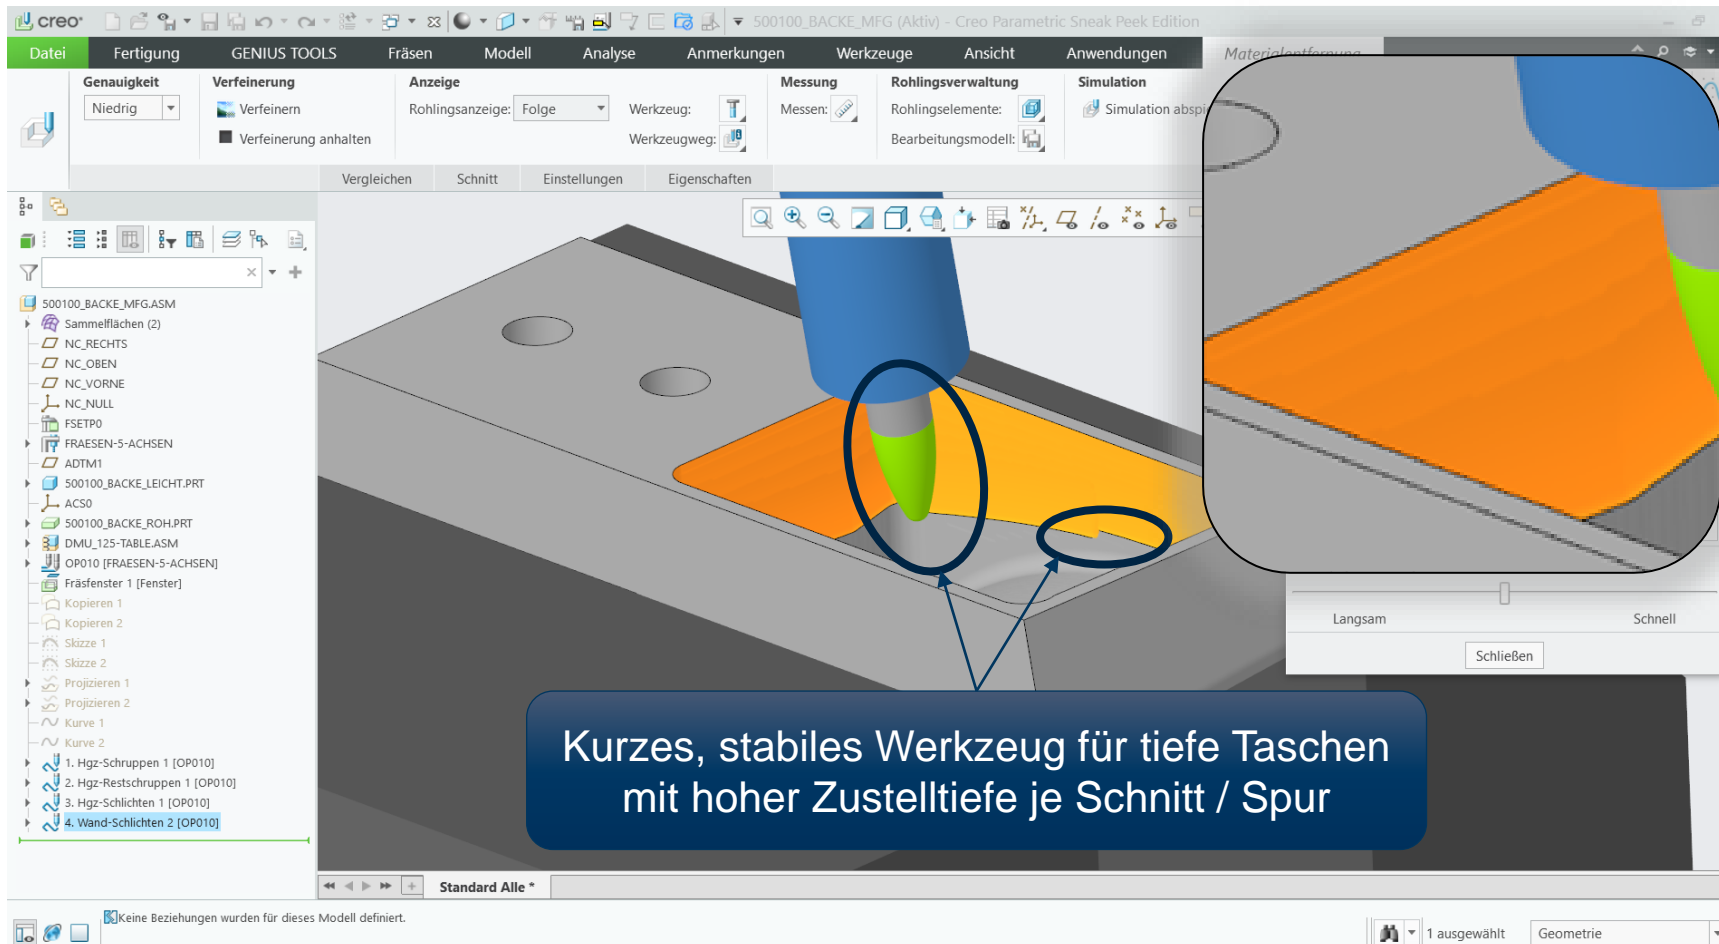 creo
500100_BACKE_MFG (Aktiv) - Creo Parametric Sneak Peek Edition
Datei Fertigung GENIUS TOOLS Fräsen Modell Analyse Anmerkungen Werkzeuge Ansicht Anwendungen Materialentfernung
Genauigkeit Verfeinerung Anzeige Messung Rohlingsverwaltung Simulation
Niedrig Verfeinern Rohlingsanzeige: Folge Werkzeug: Messen: Rohlingselemente: Simulation abspi
Verfeinerung anhalten Werkzeugweg: Bearbeitungsmodell:
Vergleichen Schnitt Einstellungen Eigenschaften
500100_BACKE_MFG.ASM
Sammelflächen (2)
NC_RECHTS
NC_OBEN
NC_VORNE
NC_NULL
FSETP0
FRAESEN-5-ACHSEN
ADTM1
500100_BACKE_LEICHT.PRT
ACS0
500100_BACKE_ROH.PRT
DMU_125-TABLE.ASM
OP010 [FRAESEN-5-ACHSEN]
Fräsfenster 1 [Fenster]
Kopieren 1
Kopieren 2
Skizze 1
Skizze 2
Projizieren 1
Projizieren 2
Kurve 1
Kurve 2
1. Hgz-Schruppen 1 [OP010]
2. Hgz-Restschruppen 1 [OP010]
3. Hgz-Schlichten 1 [OP010]
4. Wand-Schlichten 2 [OP010]
Langsam Schnell
Schließen
Kurzes, stabiles Werkzeug für tiefe Taschen
mit hoher Zustelltiefe je Schnitt / Spur
Standard Alle *
Keine Beziehungen wurden für dieses Modell definiert.
1 ausgewählt Geometrie